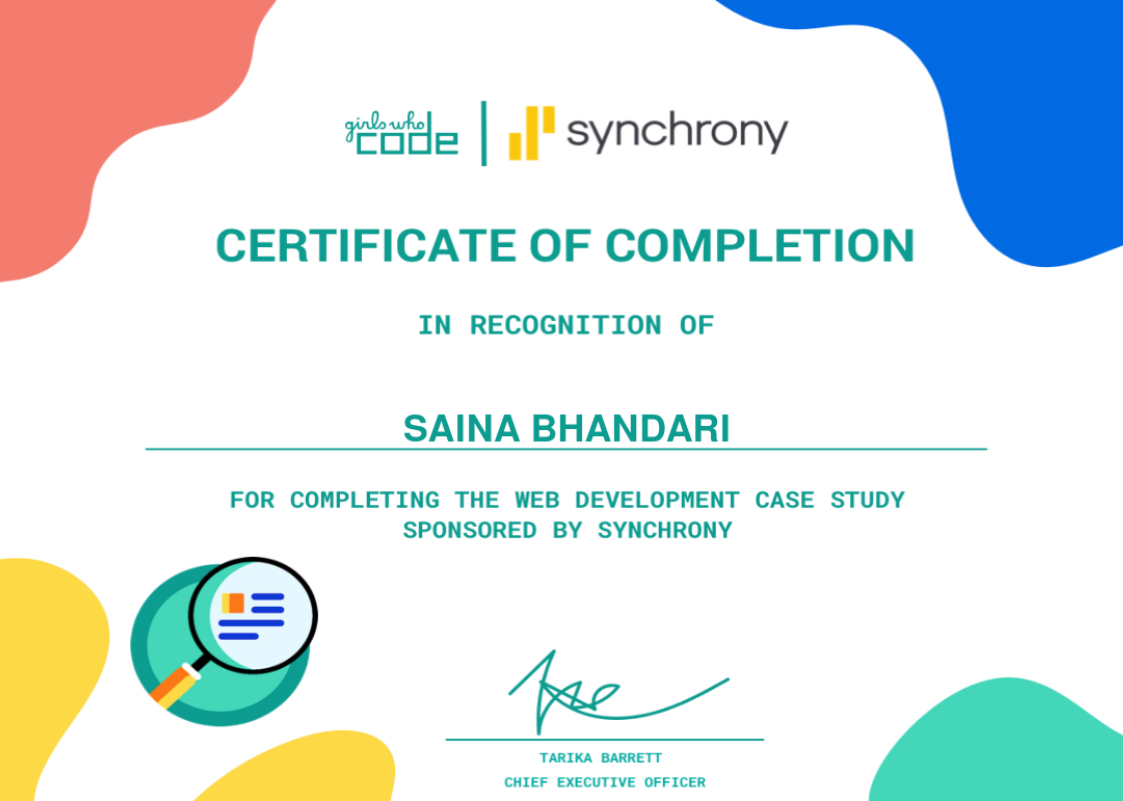 girls who code | synchrony
CERTIFICATE OF COMPLETION
IN RECOGNITION OF
SAINA BHANDARI
FOR COMPLETING THE WEB DEVELOPMENT CASE STUDY
SPONSORED BY SYNCHRONY
TARIKA BARRETT
CHIEF EXECUTIVE OFFICER